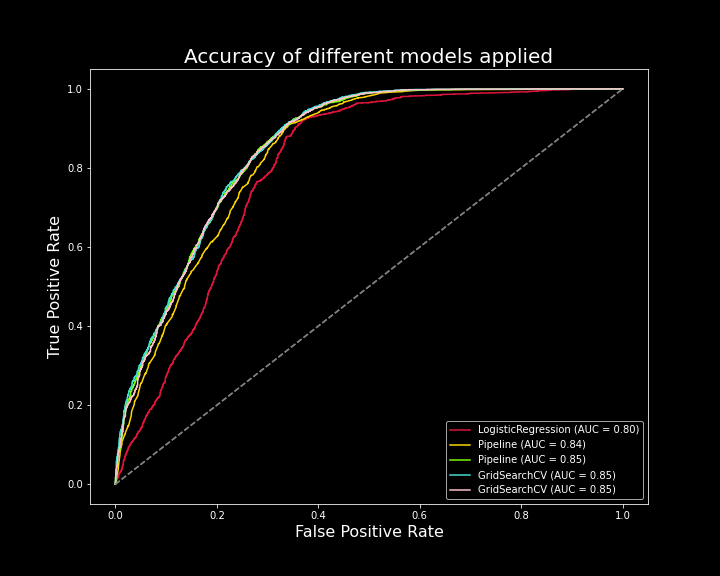 Accuracy of different models applied
True Positive Rate
1.0
0.8
0.6
0.4
0.2
0.0
LogisticRegression (AUC = 0.80)
Pipeline (AUC = 0.84)
Pipeline (AUC = 0.85)
GridSearchCV (AUC = 0.85)
GridSearchCV (AUC = 0.85)
0.0 0.2 0.4 0.6 0.8 1.0
False Positive Rate